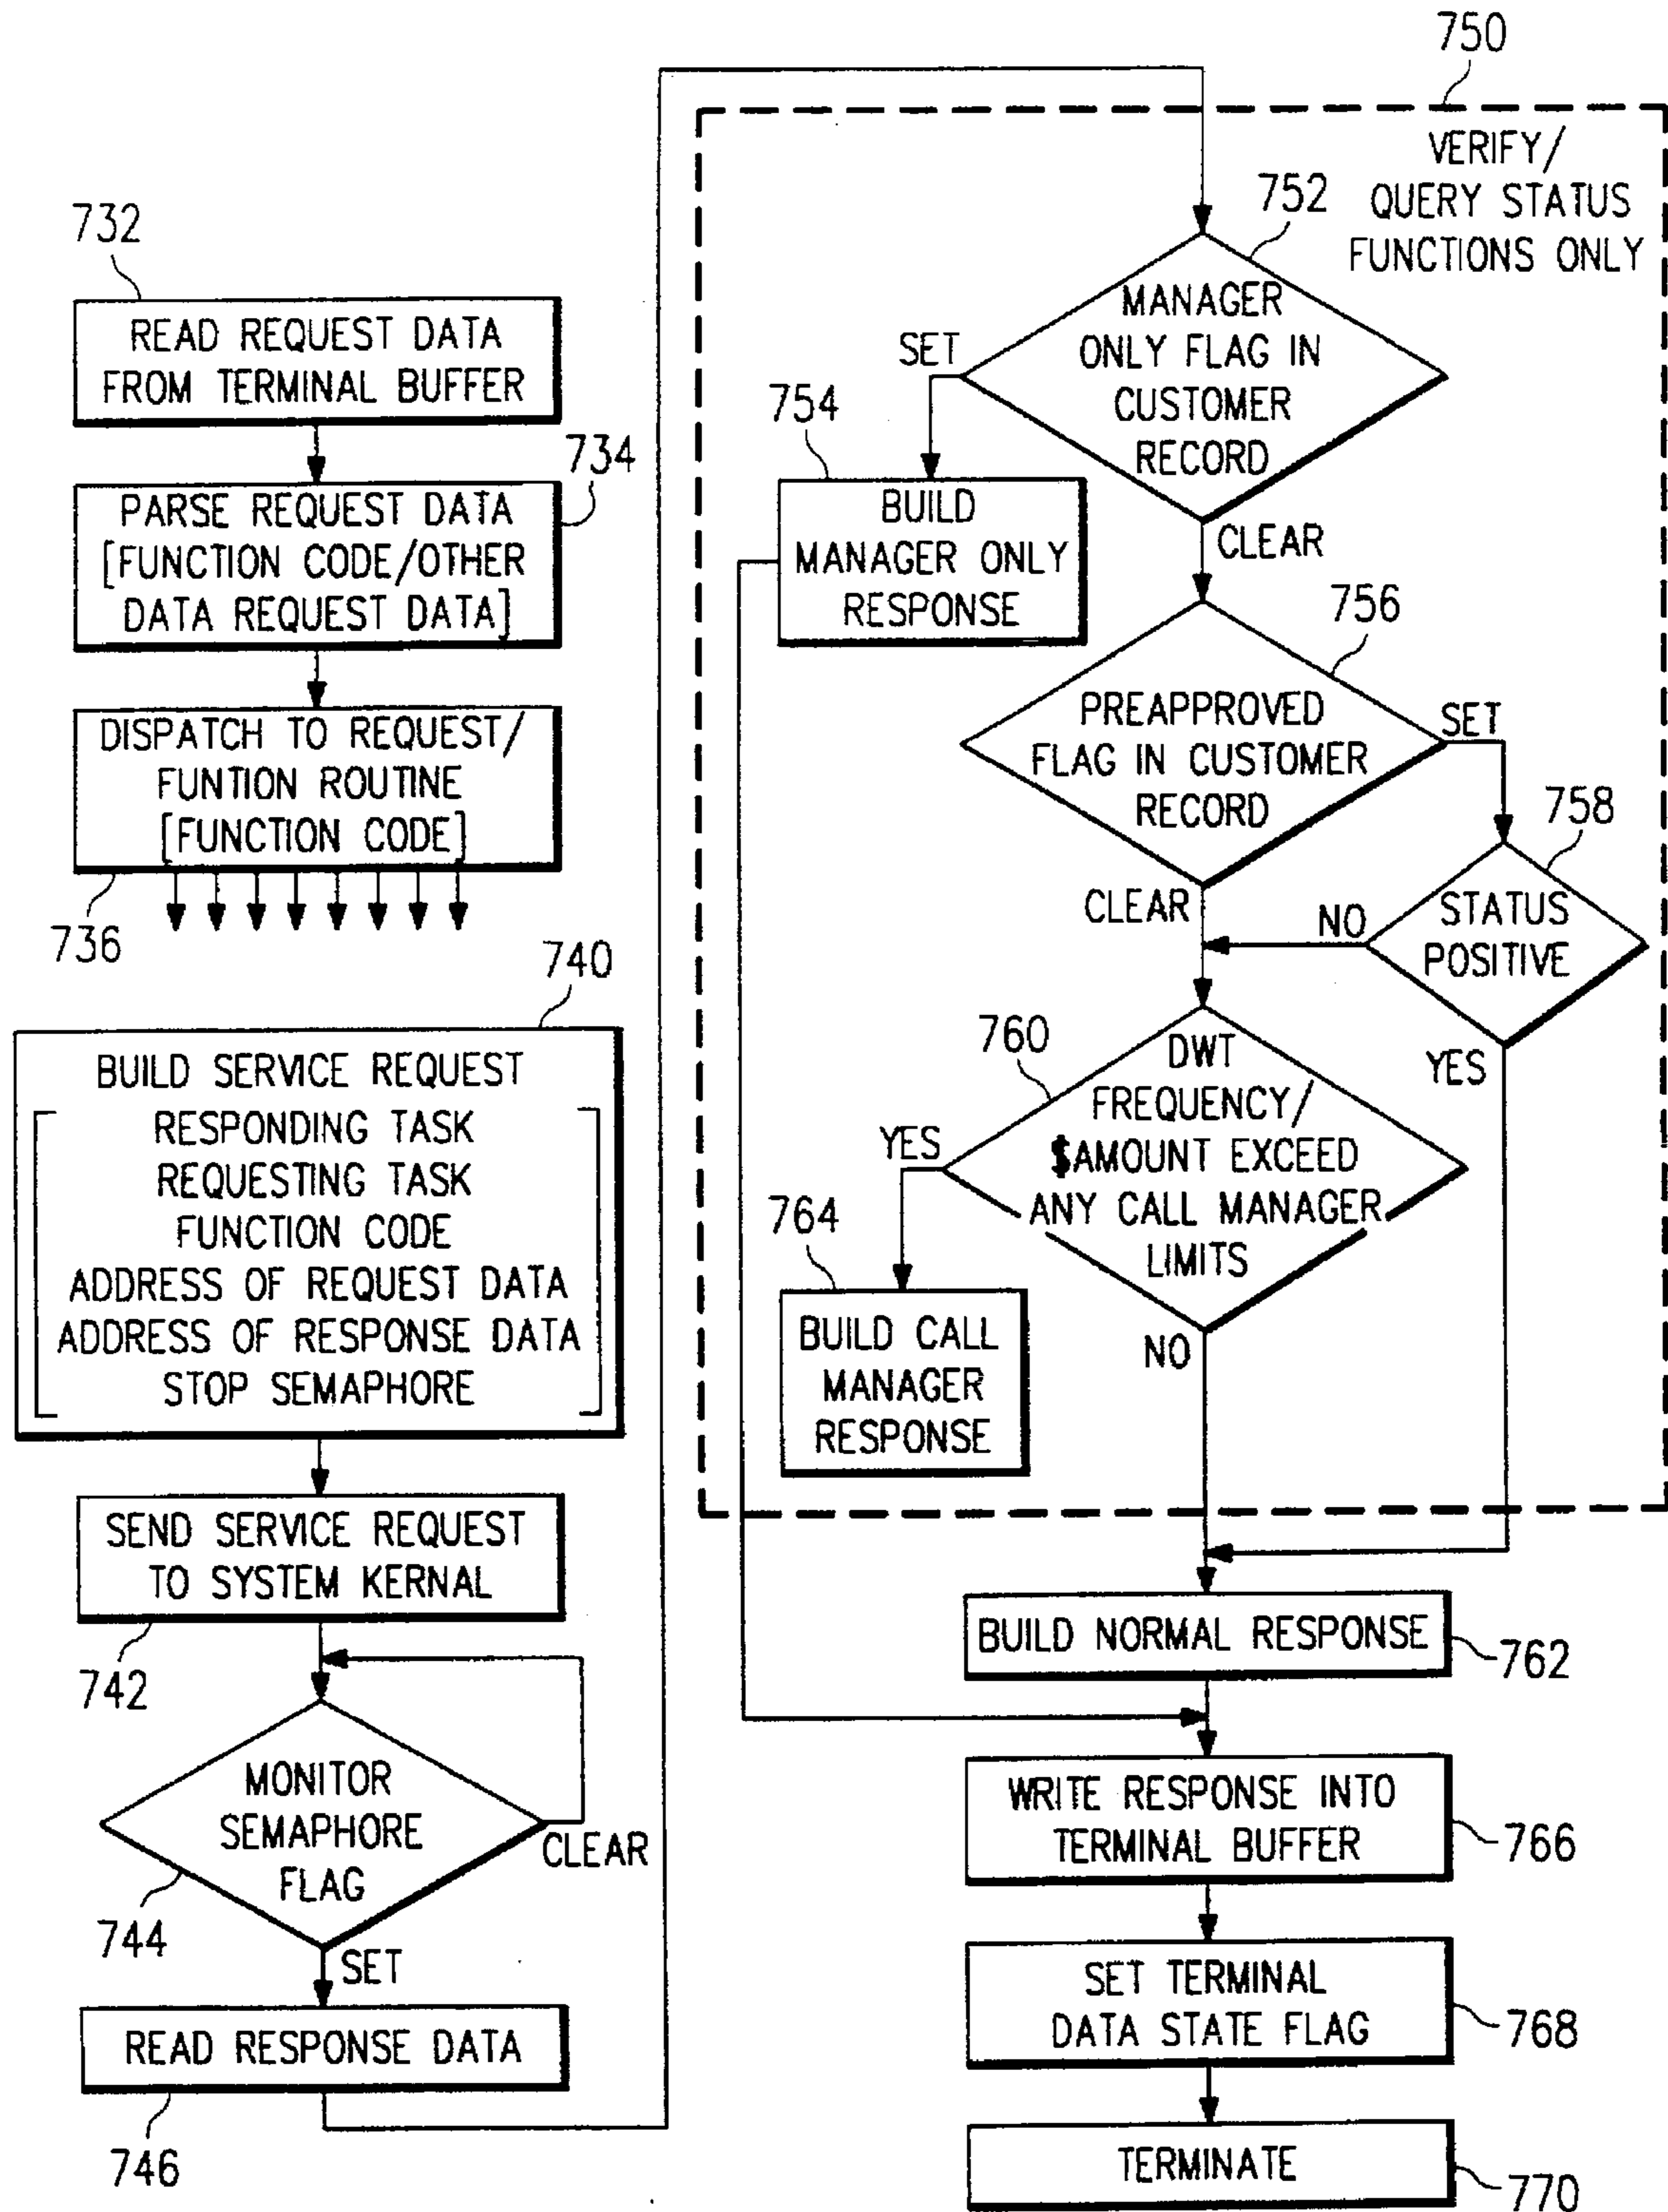 732
READ REQUEST DATA
FROM TERMINAL BUFFER
734
PARSE REQUEST DATA
[FUNCTION CODE/OTHER
DATA REQUEST DATA]
DISPATCH TO REQUEST/
FUNTION ROUTINE
[FUNCTION CODE]
736
740
BUILD SERVICE REQUEST
RESPONDING TASK
REQUESTING TASK
FUNCTION CODE
ADDRESS OF REQUEST DATA
ADDRESS OF RESPONSE DATA
STOP SEMAPHORE
SEND SERVICE REQUEST
TO SYSTEM KERNAL
742
MONITOR
SEMAPHORE
FLAG
CLEAR
744
SET
READ RESPONSE DATA
746
750
VERIFY/
QUERY STATUS
FUNCTIONS ONLY
752
MANAGER
ONLY FLAG IN
CUSTOMER
RECORD
SET
754
BUILD
MANAGER ONLY
RESPONSE
CLEAR
756
PREAPPROVED
FLAG IN CUSTOMER
RECORD
SET
758
STATUS
POSITIVE
NO
CLEAR
YES
760
DWT
FREQUENCY/
$AMOUNT EXCEED
ANY CALL MANAGER
LIMITS
YES
764
BUILD CALL
MANAGER
RESPONSE
NO
BUILD NORMAL RESPONSE
762
WRITE RESPONSE INTO
TERMINAL BUFFER
766
SET TERMINAL
DATA STATE FLAG
768
TERMINATE
770